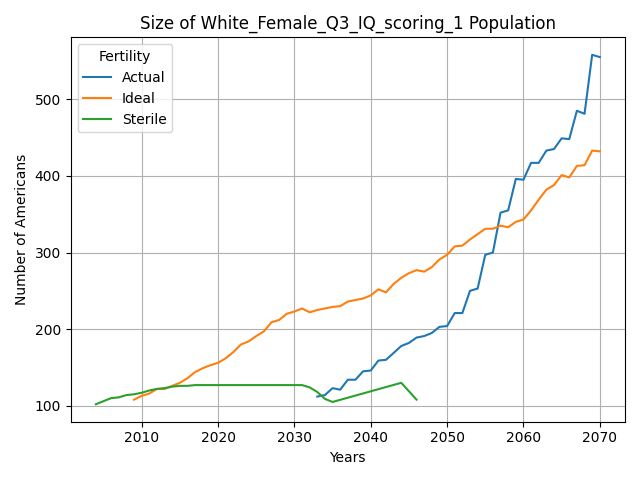 Size of White_Female_Q3_IQ_scoring_1 Population
Fertility
Actual
Ideal
Sterile
Number of Americans
500
400
300
200
100
2010 2020 2030 2040 2050 2060 2070
Years